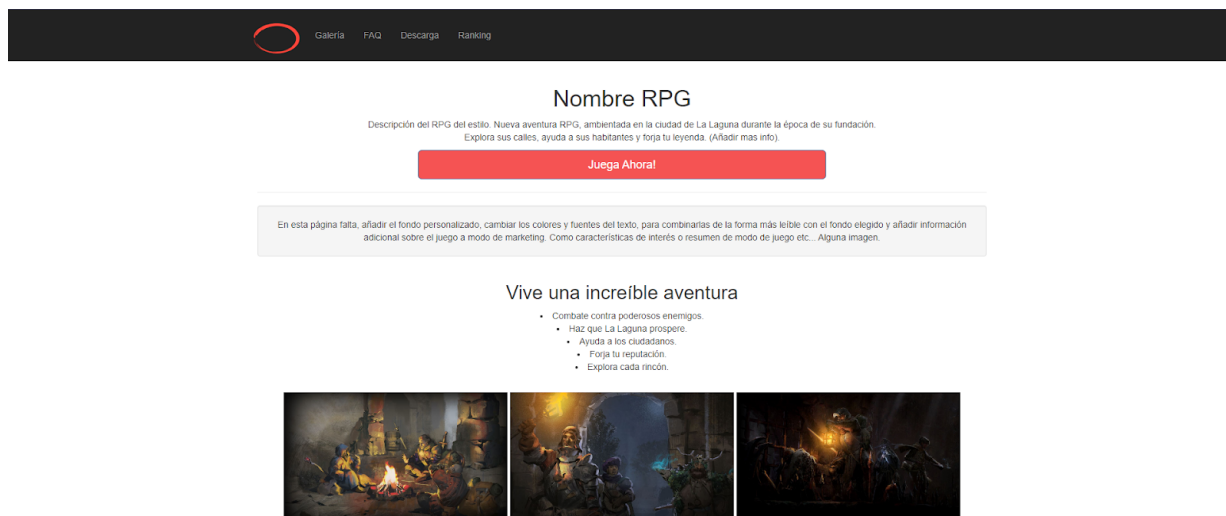 Galería FAQ Descarga Ranking
Nombre RPG
Descripción del RPG del estilo. Nueva aventura RPG, ambientada en la ciudad de La Laguna durante la época de su fundación.
Explora sus calles, ayuda a sus habitantes y forja tu leyenda. (Añadir mas info).
Juega Ahora!
En esta página falta, añadir el fondo personalizado, cambiar los colores y fuentes del texto, para combinarlas de la forma más leíble con el fondo elegido y añadir información
adicional sobre el juego a modo de marketing. Como características de interés o resumen de modo de juego etc... Alguna imagen.
Vive una increíble aventura
• Combate contra poderosos enemigos.
• Haz que La Laguna prospere.
• Ayuda a los ciudadanos.
• Forja tu reputación.
• Explora cada rincón.